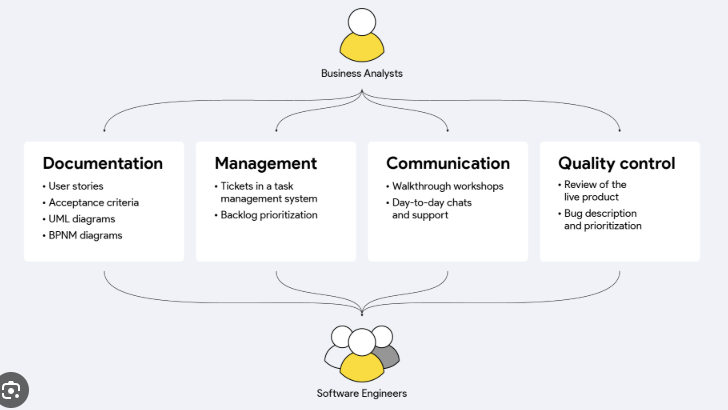 Business Analysts
Documentation
• User stories
• Acceptance criteria
• UML diagrams
• BPNM diagrams
Management
• Tickets in a task
management system
• Backlog prioritization
Communication
• Walkthrough workshops
• Day-to-day chats
and support
Quality control
• Review of the
live product
• Bug description
and prioritization
Software Engineers